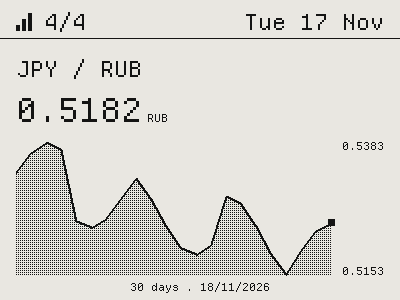 4/4 Tue 17 Nov
JPY / RUB
0.5182 RUB
0.5383
0.5153
30 days . 18/11/2026